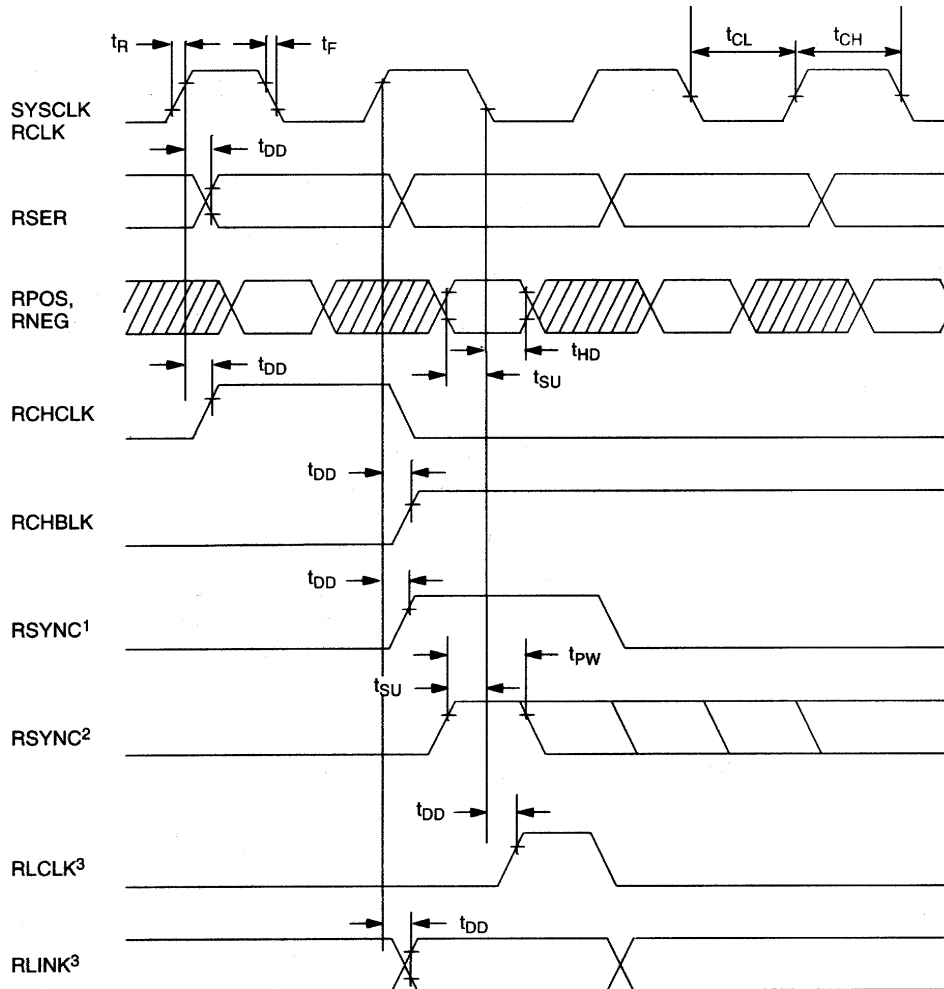 tR tF tCL tCH
SYSCLK
RCLK
tDD
RSER
RPOS,
RNEG
tHD
tSU
tDD
RCHCLK
tDD
RCHBLK
tDD
RSYNC¹
tPW
tSU
RSYNC²
tDD
RLCLK³
tDD
RLINK³